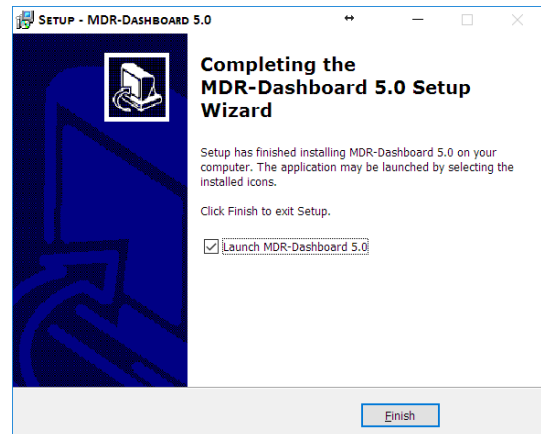 Setup - MDR-Dashboard 5.0
Completing the
MDR-Dashboard 5.0 Setup
Wizard
Setup has finished installing MDR-Dashboard 5.0 on your
computer. The application may be launched by selecting the
installed icons.
Click Finish to exit Setup.
Launch MDR-Dashboard 5.0
Finish